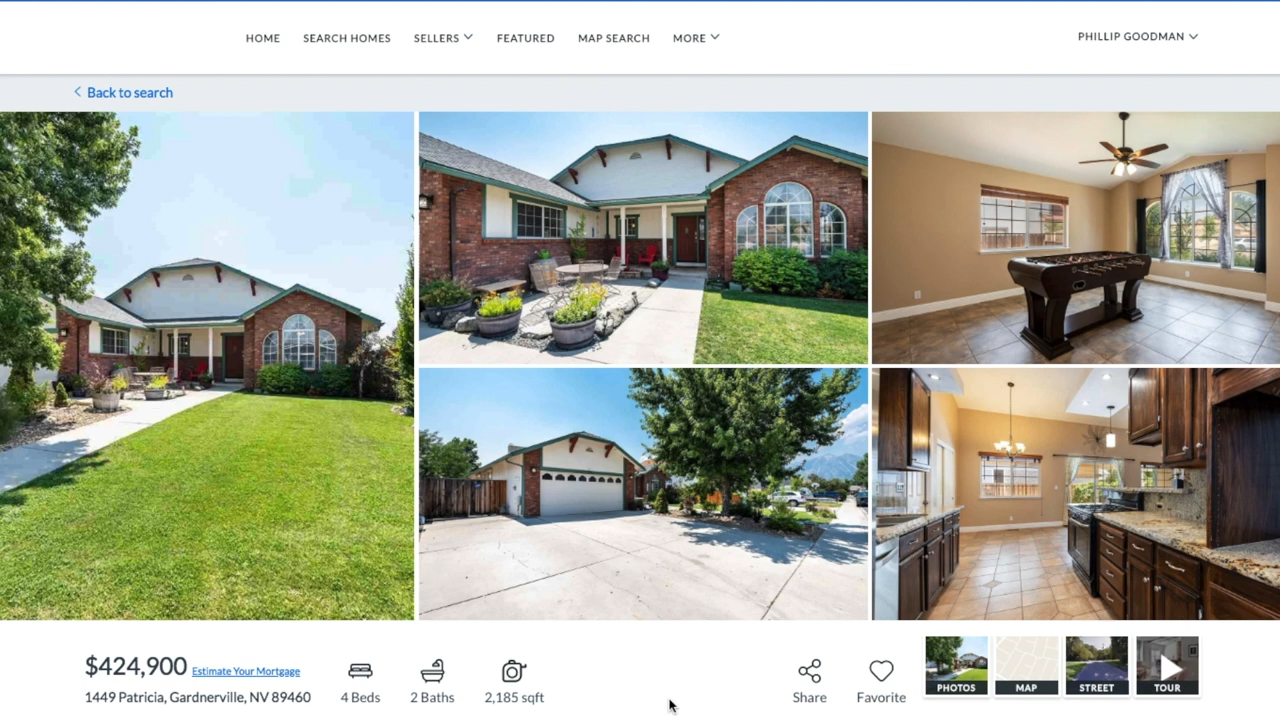 HOME SEARCH HOMES SELLERS FEATURED MAP SEARCH MORE PHILLIP GOODMAN
Back to search
$424,900 Estimate Your Mortgage
1449 Patricia, Gardnerville, NV 89460
4 Beds
2 Baths
2,185 sqft
Share
Favorite
PHOTOS
MAP
STREET
TOUR